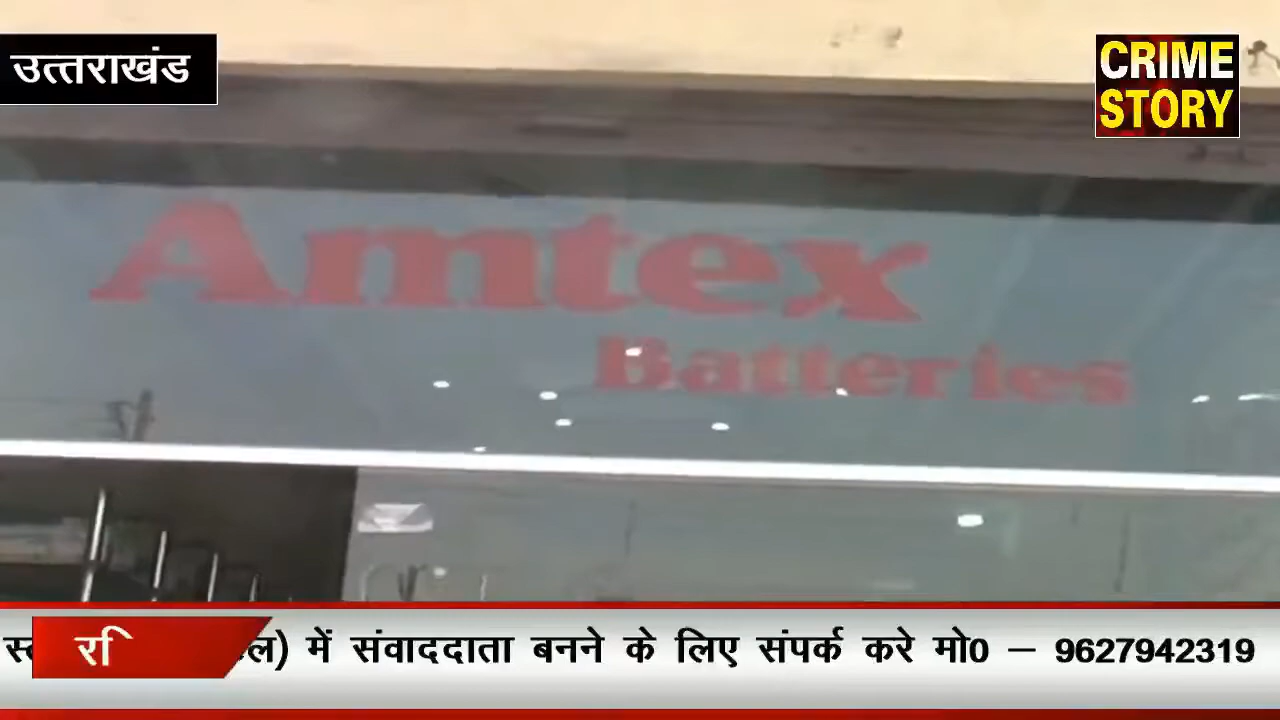 उत्तराखंड
CRIME
STORY
Amtex
Batteries
में संवाददाता बनने के लिए संपर्क करे मो0 – 9627942319